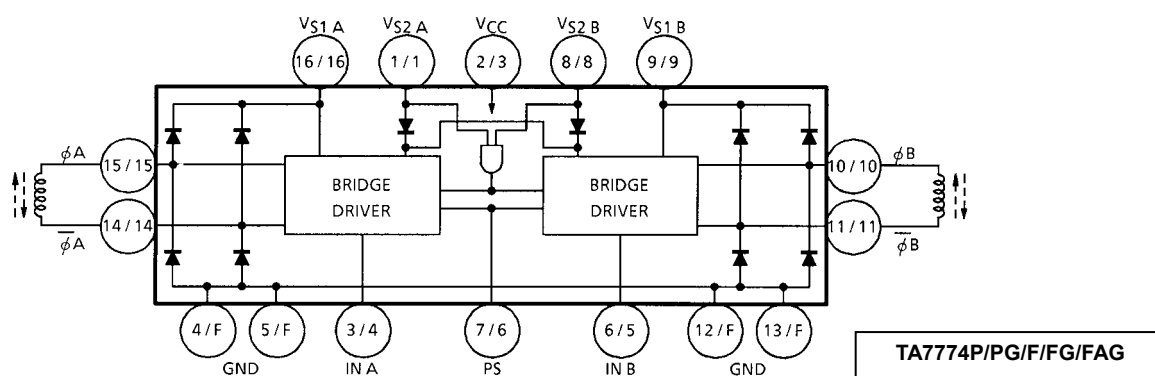 VS1 A VS2 A VCC VS2 B VS1 B
16 / 16 1 / 1 2 / 3 8 / 8 9 / 9
ϕA 15 / 15 10 / 10 ϕB
BRIDGE DRIVER
BRIDGE DRIVER
ϕ̅A 14 / 14 11 / 11 ϕ̅B
4 / F 5 / F 3 / 4 7 / 6 6 / 5 12 / F 13 / F
GND IN A PS IN B GND
TA7774P/PG/F/FG/FAG